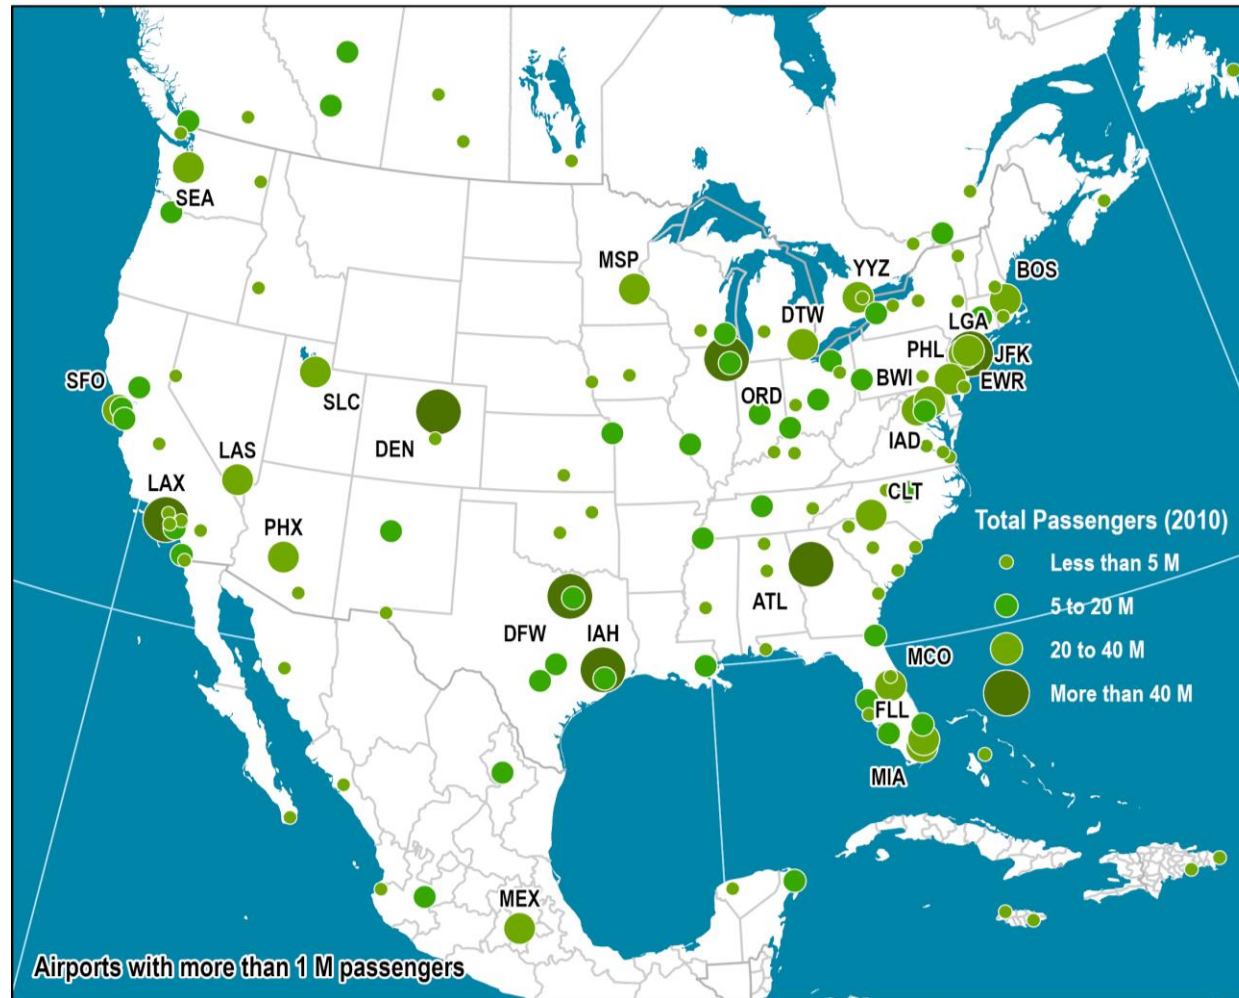 SEA
MSP
YYZ
BOS
DTW
LGA
PHL
JFK
SFO
SLC
ORD
BWI
EWR
DEN
IAD
LAS
LAX
CLT
PHX
Total Passengers (2010)
Less than 5 M
5 to 20 M
20 to 40 M
More than 40 M
ATL
DFW
IAH
MCO
FLL
MIA
MEX
Airports with more than 1 M passengers